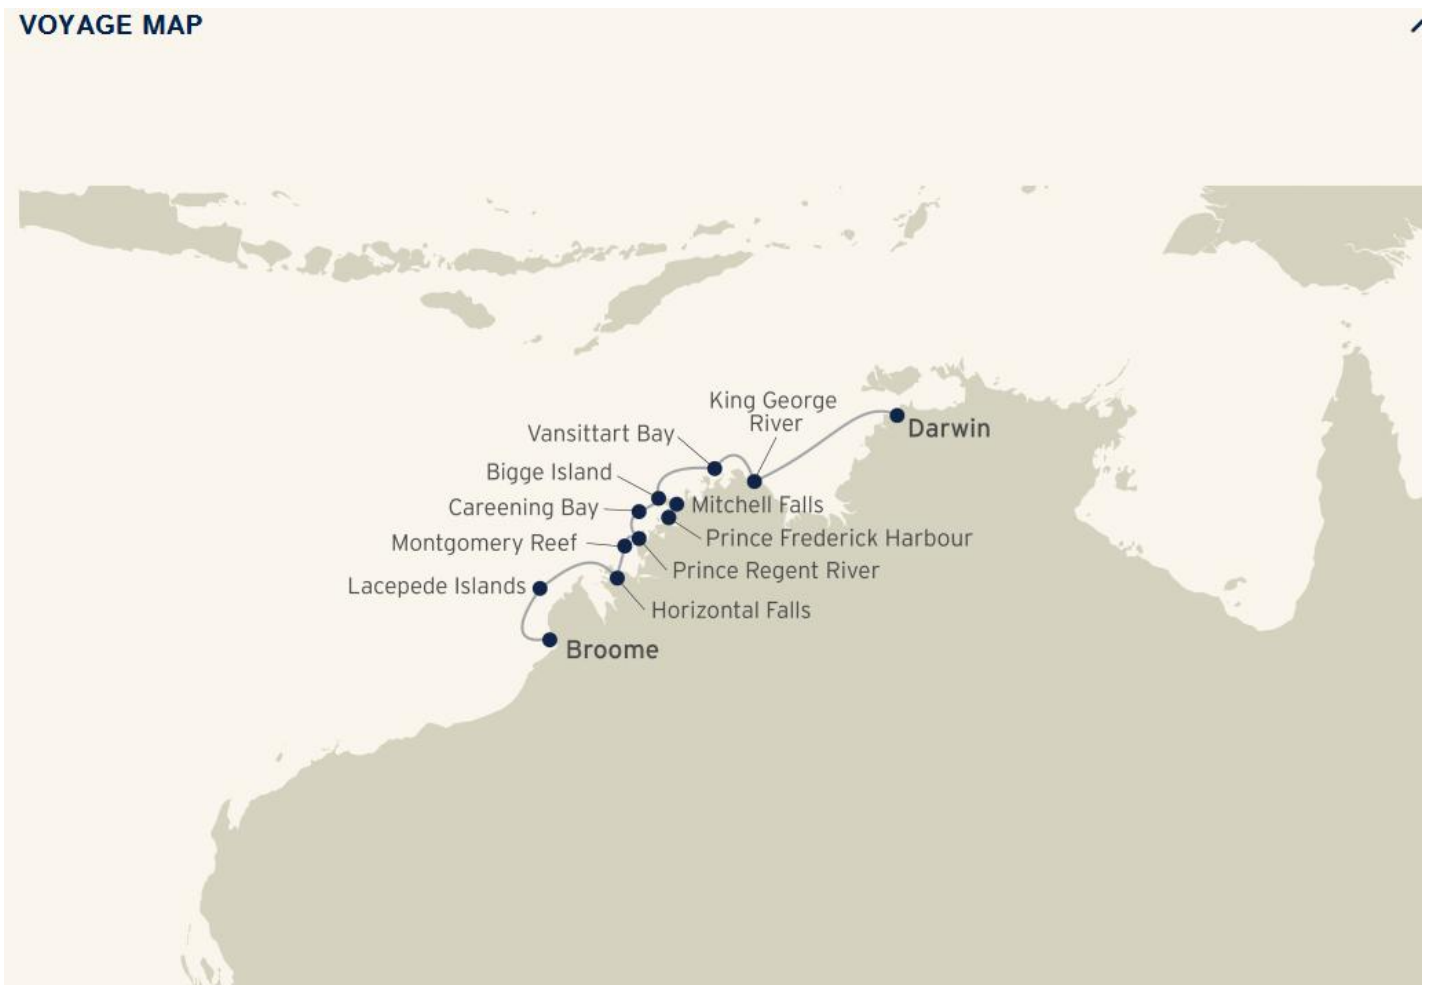 VOYAGE MAP
King George
River
Darwin
Vansittart Bay
Bigge Island
Mitchell Falls
Careening Bay
Prince Frederick Harbour
Montgomery Reef
Prince Regent River
Lacepede Islands
Horizontal Falls
Broome